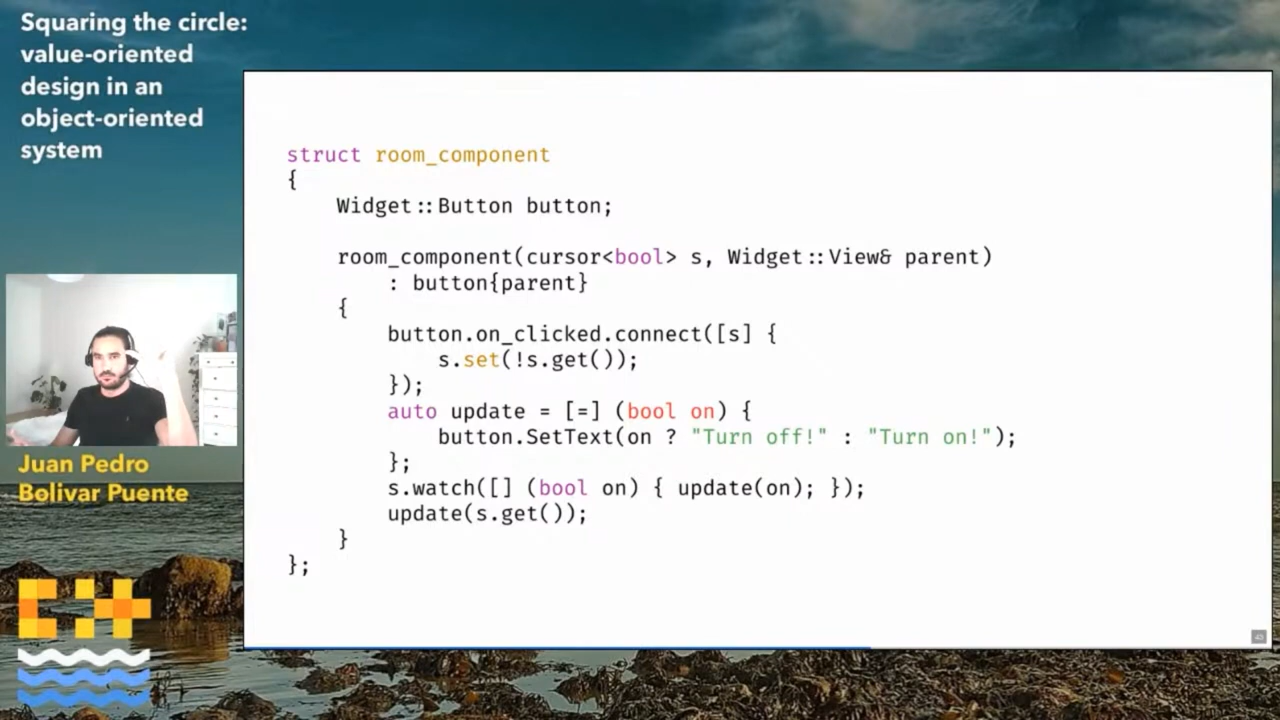 Squaring the circle:
value-oriented
design in an
object-oriented
system
struct room_component
{
    Widget::Button button;
    room_component(cursor<bool> s, Widget::View& parent)
        : button{parent}
    {
        button.on_clicked.connect([s] {
            s.set(!s.get());
        });
        auto update = [=] (bool on) {
            button.SetText(on ? "Turn off!" : "Turn on!");
        };
        s.watch([] (bool on) { update(on); });
        update(s.get());
    }
};
Juan Pedro
Bolivar Puente
C++